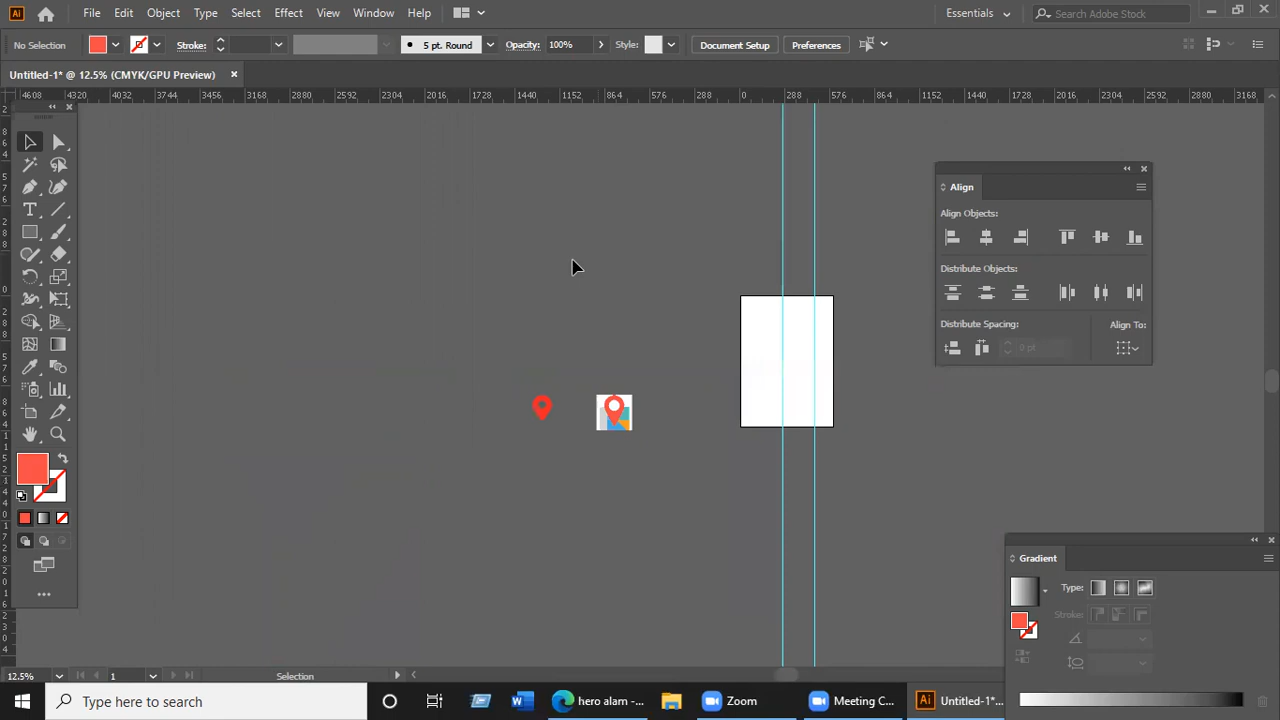 Ai File Edit Object Type Select Effect View Window Help Essentials Search Adobe Stock
No Selection Stroke: 5 pt. Round Opacity: 100% Style: Document Setup Preferences
Untitled-1* @ 12.5% (CMYK/GPU Preview)
4608 4320 4032 3744 3456 3168 2880 2592 2304 2016 1728 1440 1152 864 576 288 0 288 576 864 1152 1440 1728 2016 2304 2592 2880 3168
Align
Align Objects:
Distribute Objects:
Distribute Spacing: Align To:
0 pt
Gradient
Type:
Stroke:
12.5% 1 Selection
Type here to search hero alam -... Zoom Meeting C... Ai Untitled-1*...